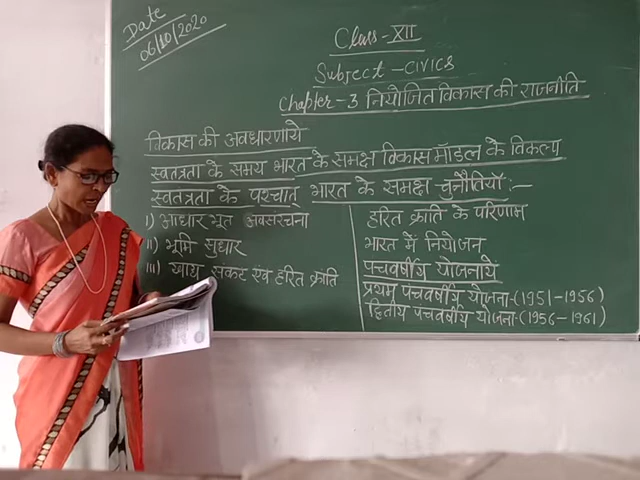 Date
06/10/2020
Class-XII
Subject-CIVICS
Chapter-3 नियोजित विकास की राजनीति
विकास की अवधारणाये
स्वतंत्रता के समय भारत के समक्ष विकास मॉडल के विकल्प
स्वतंत्रता के पश्चात् भारत के समक्ष चुनौतियाँ:-
i) आधार भूत अवसंरचना
ii) भूमि सुधार
iii) खाद्य संकट एवं हरित क्रांति
हरित क्रांति के परिणाम
भारत में नियोजन
पंचवर्षीय योजनाये
प्रथम पंचवर्षीय योजना-(1951-1956)
द्वितीय पंचवर्षीय योजना-(1956-1961)